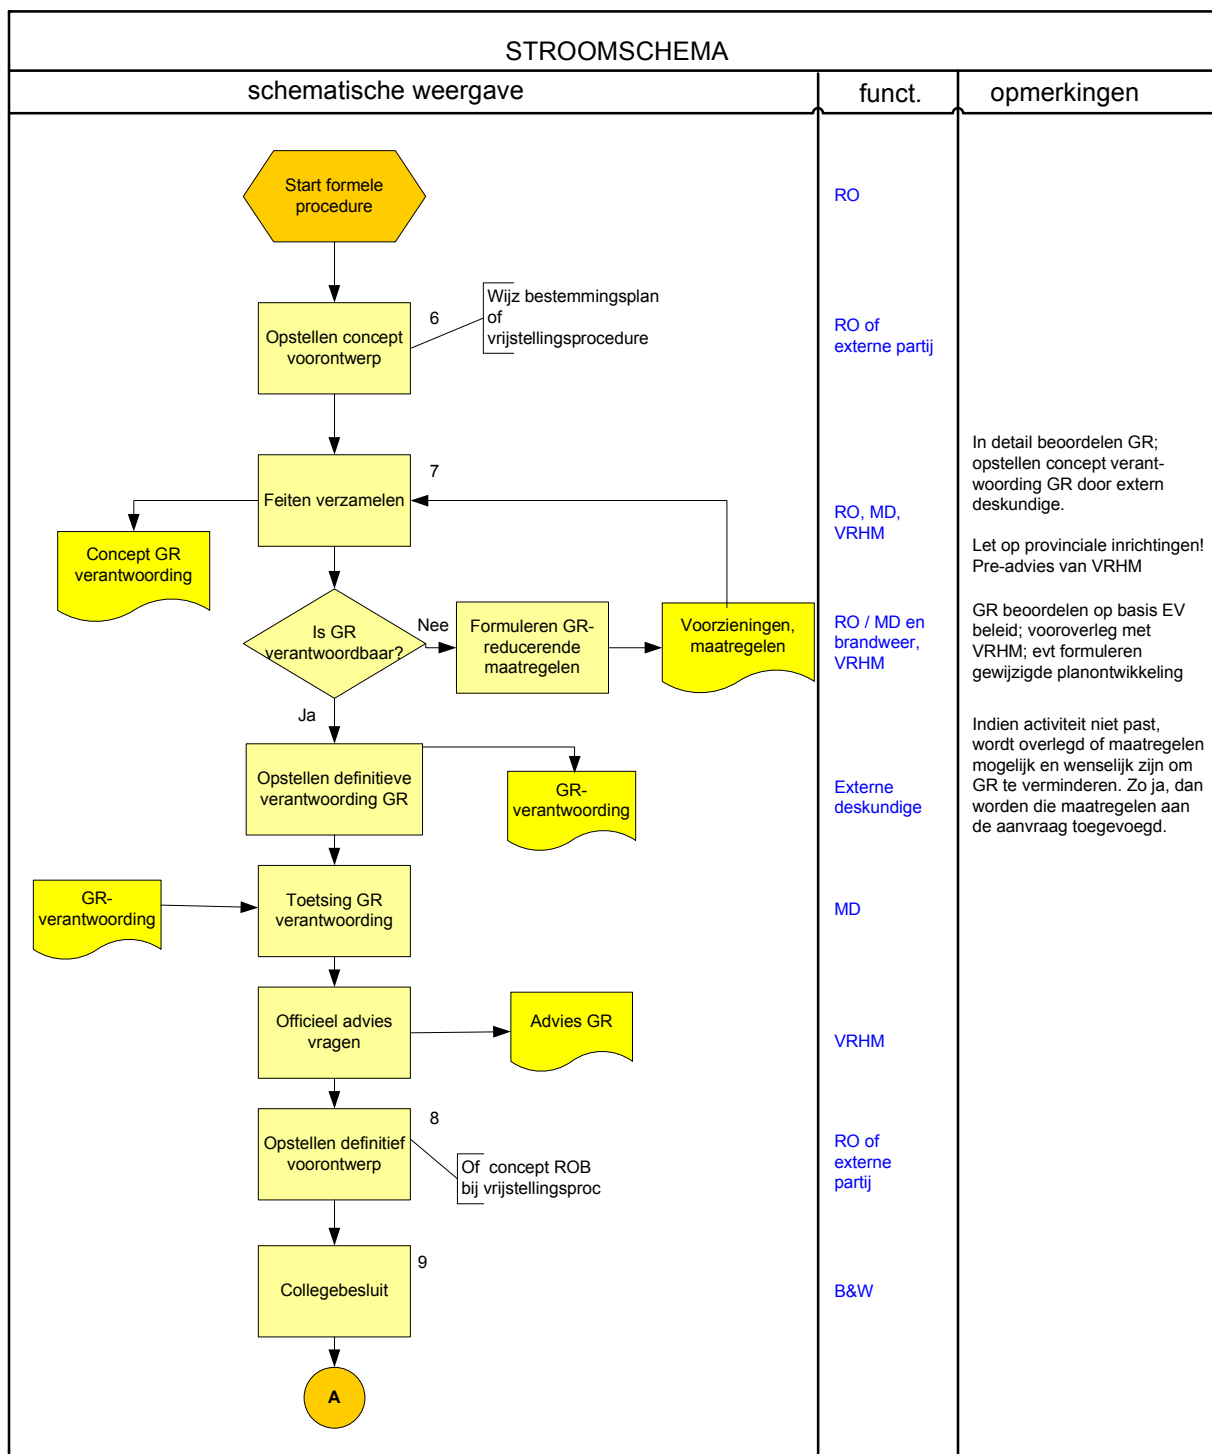 STROOMSCHEMA
schematische weergave
funct.
opmerkingen
Start formele
procedure
RO
6
Wijz bestemmingsplan
of
vrijstellingsprocedure
Opstellen concept
voorontwerp
RO of
externe partij
7
Feiten verzamelen
Concept GR
verantwoording
RO, MD,
VRHM
In detail beoordelen GR;
opstellen concept verant-
woording GR door extern
deskundige.
Let op provinciale inrichtingen!
Pre-advies van VRHM
Is GR
verantwoordbaar?
Nee
Formuleren GR-
reducerende
maatregelen
Voorzieningen,
maatregelen
RO / MD en
brandweer,
VRHM
GR beoordelen op basis EV
beleid; vooroverleg met
VRHM; evt formuleren
gewijzigde planontwikkeling
Ja
Opstellen definitieve
verantwoording GR
GR-
verantwoording
Externe
deskundige
Indien activiteit niet past,
wordt overlegd of maatregelen
mogelijk en wenselijk zijn om
GR te verminderen. Zo ja, dan
worden die maatregelen aan
de aanvraag toegevoegd.
GR-
verantwoording
Toetsing GR
verantwoording
MD
Officieel advies
vragen
Advies GR
VRHM
8
Opstellen definitief
voorontwerp
Of concept ROB
bij vrijstellingsproc
RO of
externe
partij
9
Collegebesluit
B&W
A